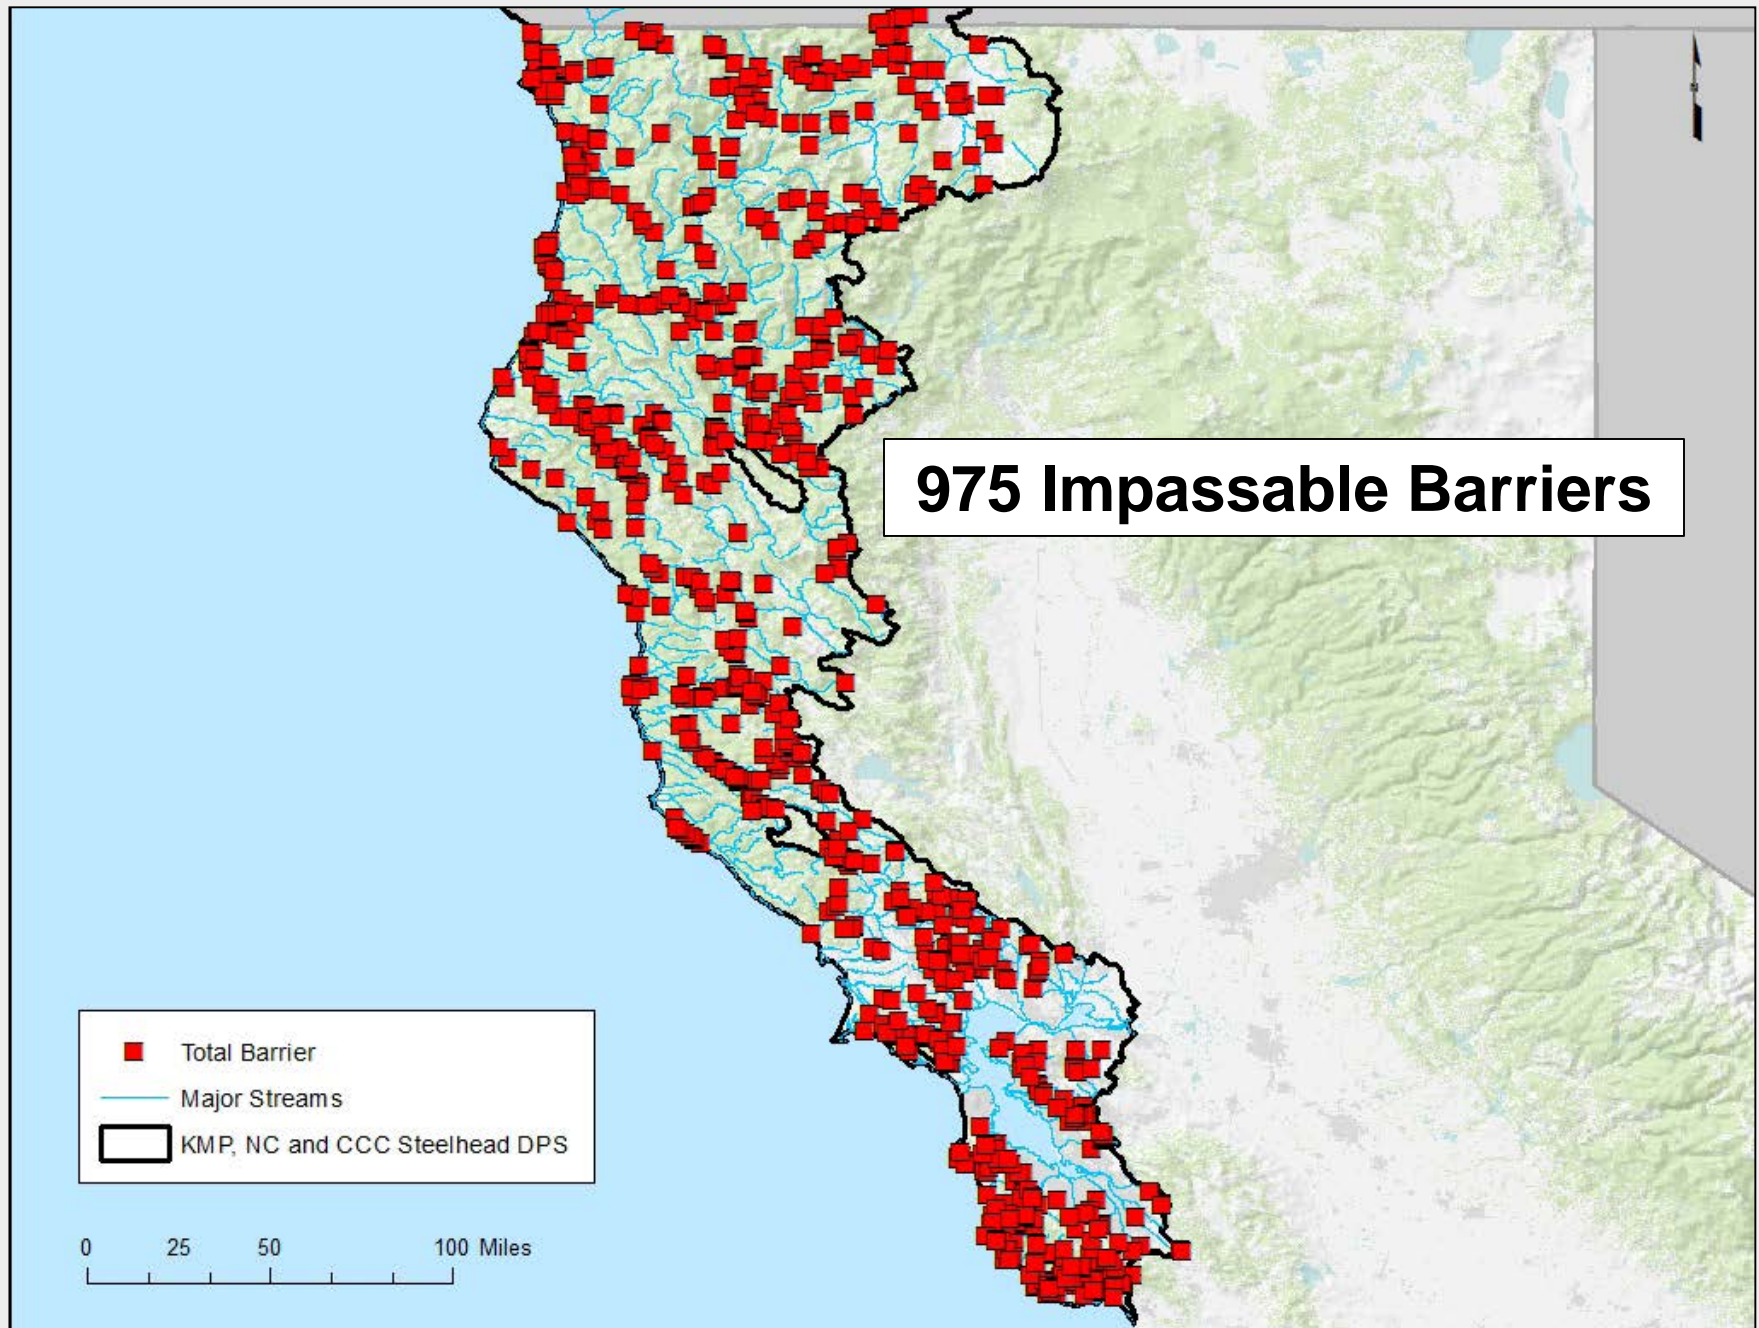 975 Impassable Barriers
Total Barrier
Major Streams
KMP, NC and CCC Steelhead DPS
0 25 50 100 Miles